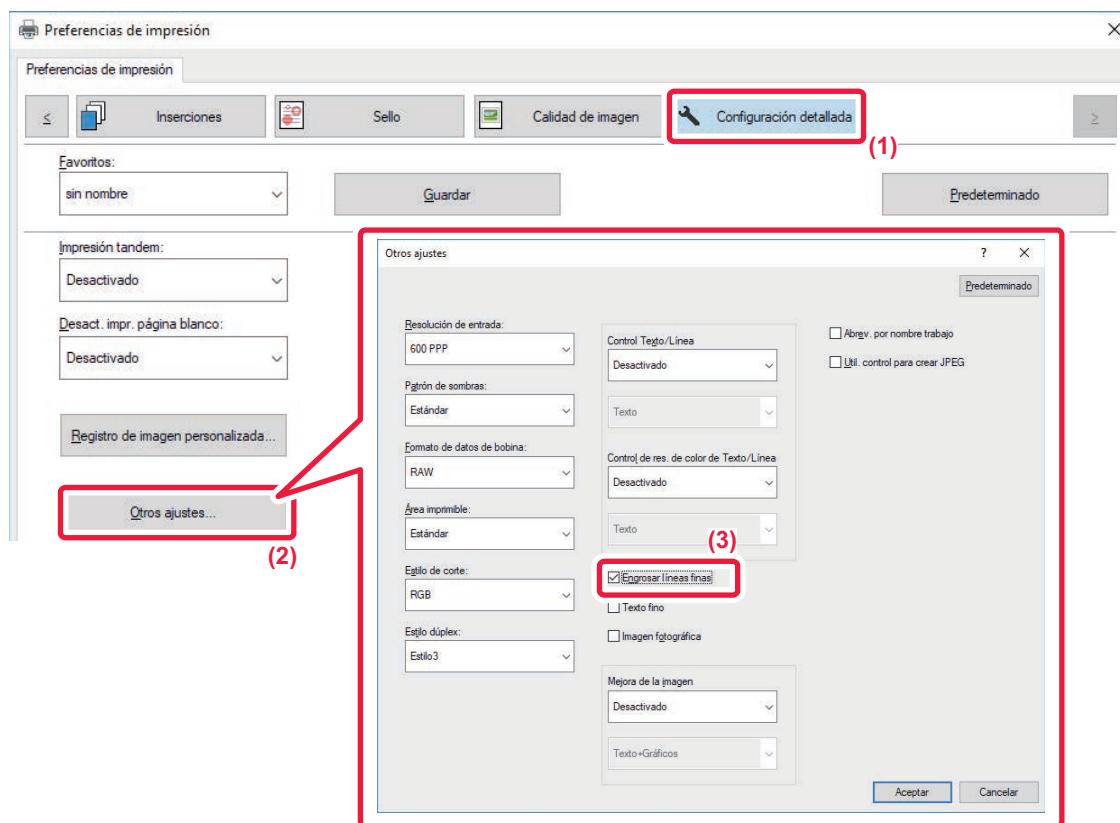 Preferencias de impresión
Preferencias de impresión
<
Inserciones
Sello
Calidad de imagen
Configuración detallada
>
(1)
Favoritos:
sin nombre
Guardar
Predeterminado
Impresión tandem:
Desactivado
Desact. impr. página blanco:
Desactivado
Registro de imagen personalizada...
Otros ajustes...
(2)
Otros ajustes
?
Predeterminado
Resolución de entrada:
600 PPP
Patrón de sombras:
Estándar
Formato de datos de bobina:
RAW
Área imprimible:
Estándar
Estilo de corte:
RGB
Estilo dúplex:
Estilo3
Control Texto/Línea
Desactivado
Texto
Control de res. de color de Texto/Línea
Desactivado
Texto
(3)
Engrosar líneas finas
Texto fino
Imagen fotográfica
Mejora de la imagen
Desactivado
Texto+Gráficos
Abrev. por nombre trabajo
Util. control para crear JPEG
Aceptar
Cancelar